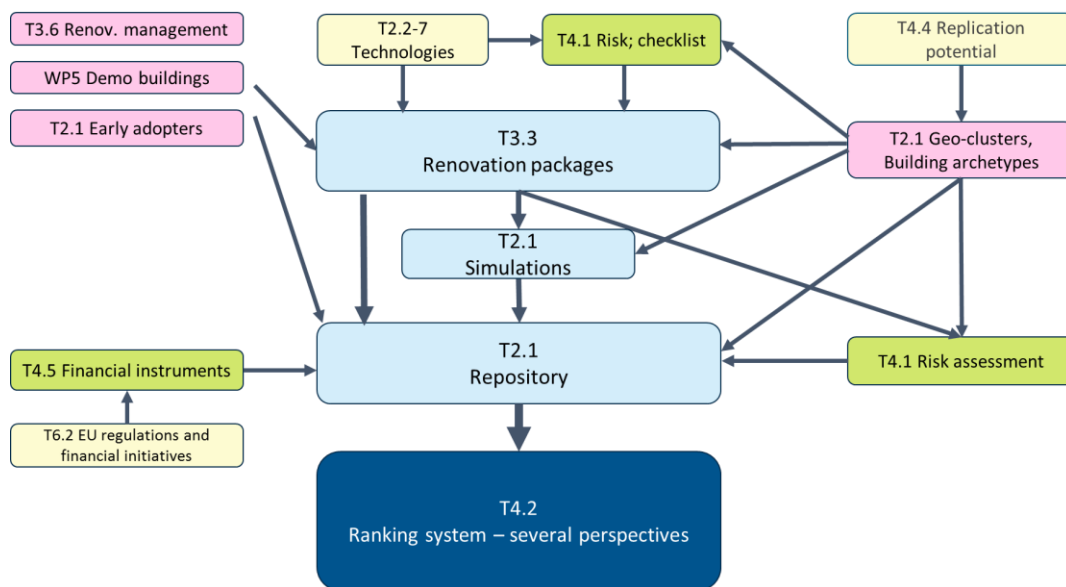 T3.6 Renov. management
T2.2-7
Technologies
T4.1 Risk; checklist
T4.4 Replication
potential
WP5 Demo buildings
T2.1 Early adopters
T3.3
Renovation packages
T2.1 Geo-clusters,
Building archetypes
T2.1
Simulations
T2.1
Repository
T4.5 Financial instruments
T4.1 Risk assessment
T6.2 EU regulations and
financial initiatives
T4.2
Ranking system – several perspectives